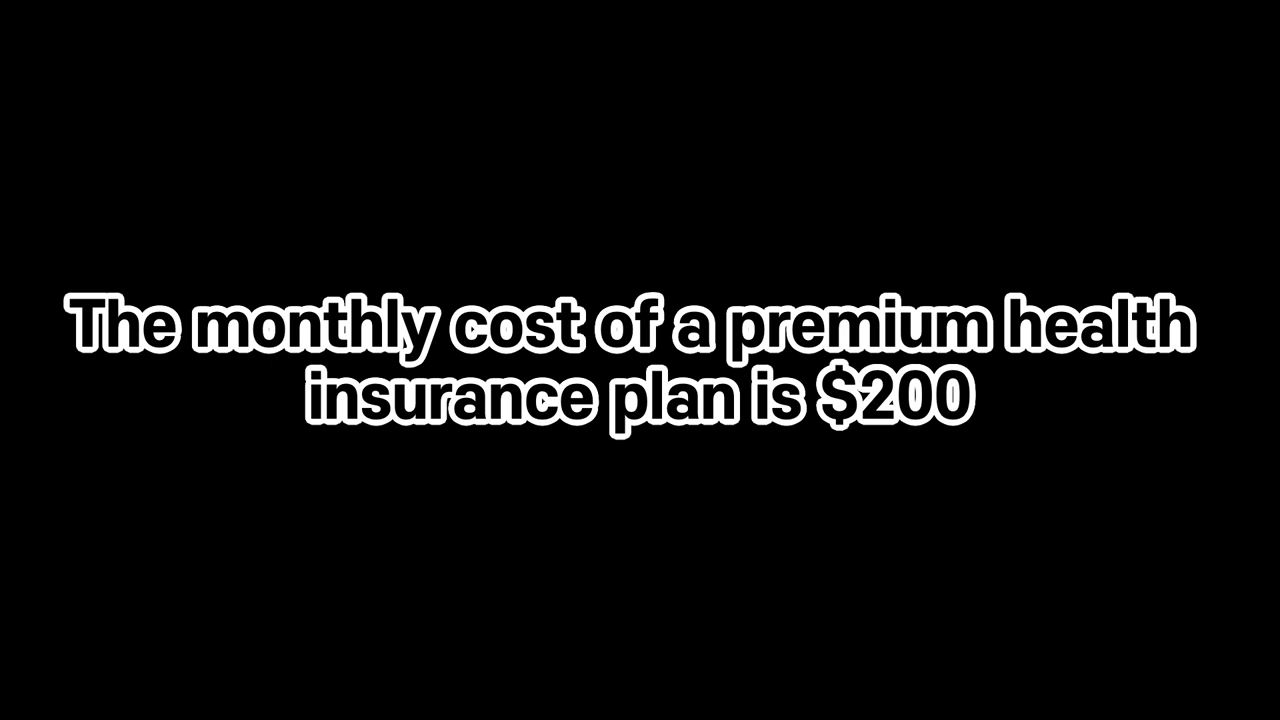 The monthly cost of a premium health
insurance plan is $200